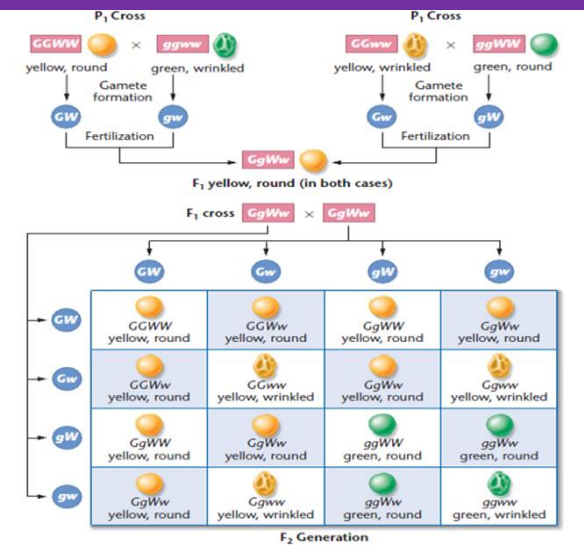 P₁ Cross
GGWW × ggww
yellow, round green, wrinkled
Gamete
formation
GW gw
Fertilization
P₁ Cross
GGww × ggWW
yellow, wrinkled green, round
Gamete
formation
Gw gW
Fertilization
GgWw
F₁ yellow, round (in both cases)
F₁ cross GgWw × GgWw
GW Gw gW gw
GW
GGWW GGWw GgWW GgWw
yellow, round yellow, round yellow, round yellow, round
Gw
GGWw GGww GgWw Ggww
yellow, round yellow, wrinkled yellow, round yellow, wrinkled
gW
GgWW GgWw ggWW ggWw
yellow, round yellow, round green, round green, round
gw
GgWw Ggww ggWw ggww
yellow, round yellow, wrinkled green, round green, wrinkled
F₂ Generation